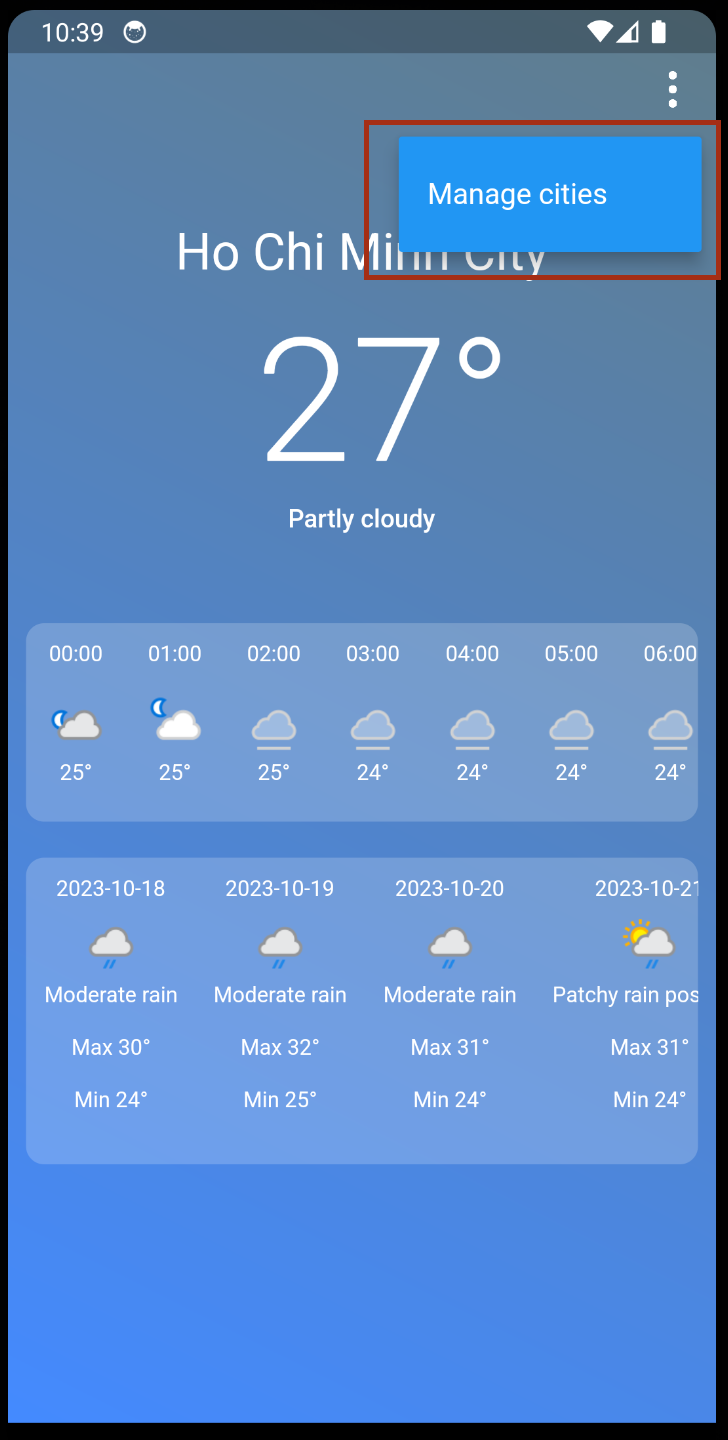 10:39
Manage cities
Ho Chi Minh City
27°
Partly cloudy
00:00 01:00 02:00 03:00 04:00 05:00 06:00
25° 25° 25° 24° 24° 24° 24°
2023-10-18 2023-10-19 2023-10-20 2023-10-21
Moderate rain Moderate rain Moderate rain Patchy rain pos
Max 30° Max 32° Max 31° Max 31°
Min 24° Min 25° Min 24° Min 24°